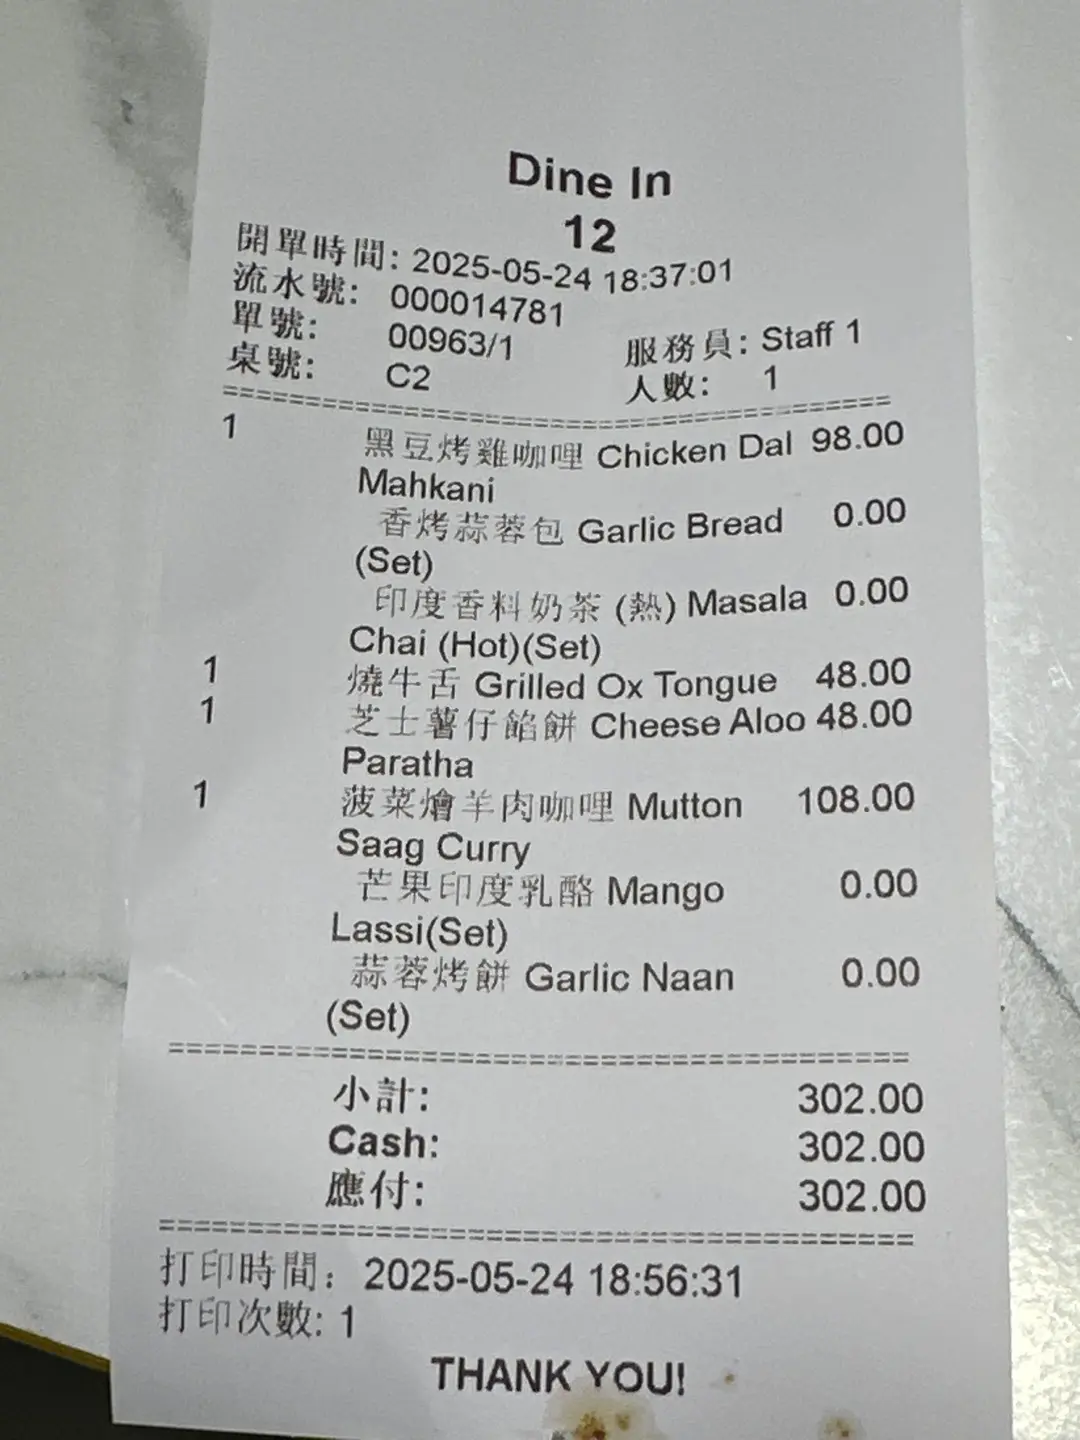 Dine In
12
開單時間: 2025-05-24 18:37:01
流水號: 000014781
單號: 00963/1 服務員: Staff 1
桌號: C2 人數: 1
1 黑豆烤雞咖哩 Chicken Dal 98.00
Mahkani
香烤蒜蓉包 Garlic Bread 0.00
(Set)
印度香料奶茶 (熱) Masala 0.00
Chai (Hot)(Set)
1 燒牛舌 Grilled Ox Tongue 48.00
1 芝士薯仔餡餅 Cheese Aloo 48.00
Paratha
1 菠菜燴羊肉咖哩 Mutton 108.00
Saag Curry
芒果印度乳酪 Mango 0.00
Lassi(Set)
蒜蓉烤餅 Garlic Naan 0.00
(Set)
小計: 302.00
Cash: 302.00
應付: 302.00
打印時間: 2025-05-24 18:56:31
打印次數: 1
THANK YOU!